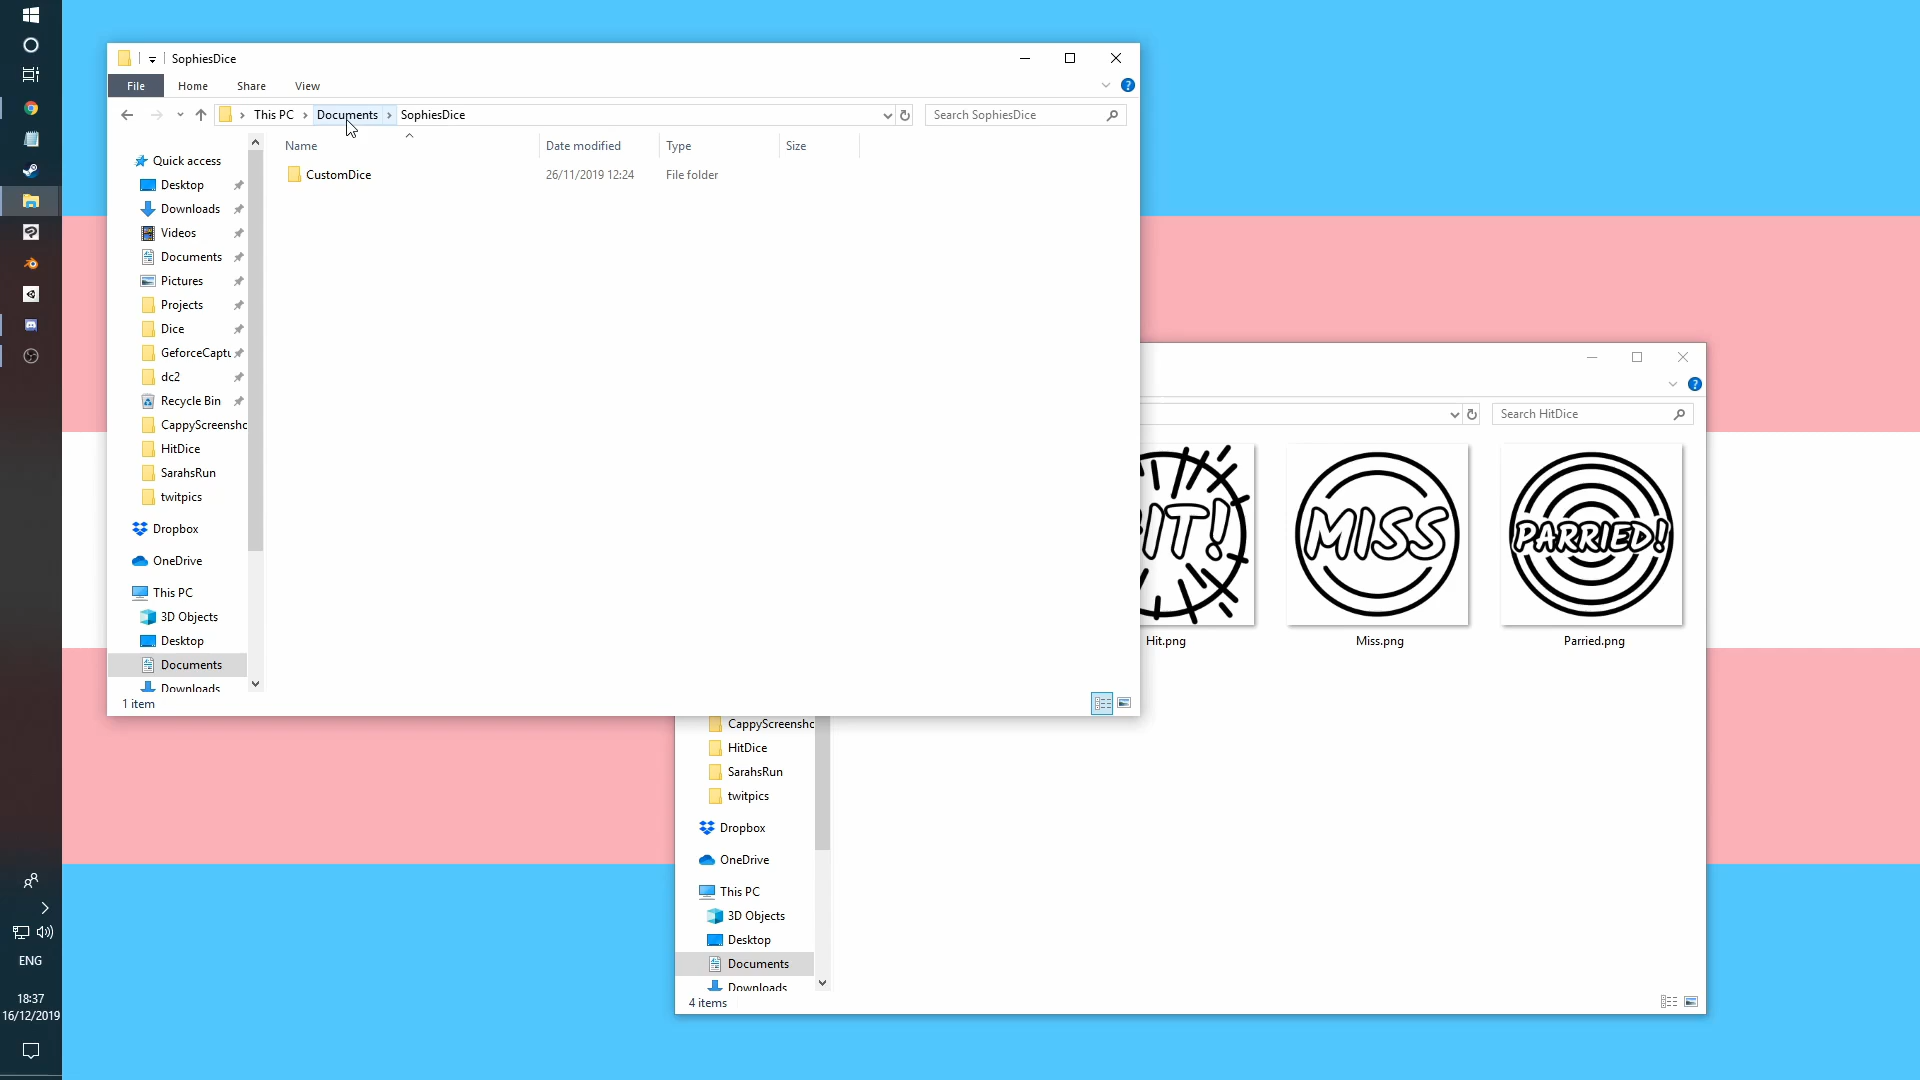 SophiesDice
File Home Share View
This PC Documents SophiesDice
Search SophiesDice
Name Date modified Type Size
CustomDice 26/11/2019 12:24 File folder
Quick access
Desktop
Downloads
Videos
Documents
Pictures
Projects
Dice
GeforceCaptu
dc2
Recycle Bin
CappyScreensho
HitDice
SarahsRun
twitpics
Dropbox
OneDrive
This PC
3D Objects
Desktop
Documents
Downloads
1 item
Search HitDice
IT!
MISS
PARRIED!
Hit.png
Miss.png
Parried.png
CappyScreensho
HitDice
SarahsRun
twitpics
Dropbox
OneDrive
This PC
3D Objects
Desktop
Documents
Downloads
4 items
ENG
18:37
16/12/2019